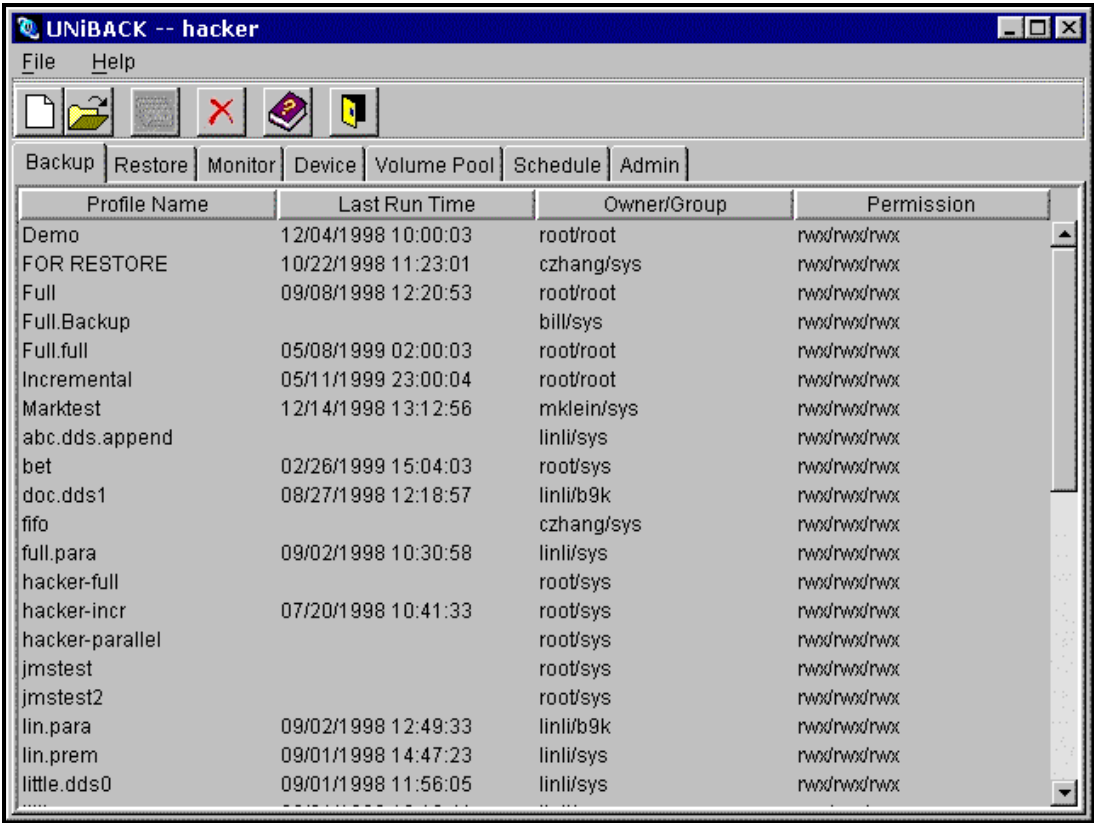 UNiBACK -- hacker
File Help
Backup Restore Monitor Device Volume Pool Schedule Admin
Profile Name Last Run Time Owner/Group Permission
Demo 12/04/1998 10:00:03 root/root rwx/rwx/rwx
FOR RESTORE 10/22/1998 11:23:01 czhang/sys rwx/rwx/rwx
Full 09/08/1998 12:20:53 root/root rwx/rwx/rwx
Full.Backup bill/sys rwx/rwx/rwx
Full.full 05/08/1999 02:00:03 root/root rwx/rwx/rwx
Incremental 05/11/1999 23:00:04 root/root rwx/rwx/rwx
Marktest 12/14/1998 13:12:56 mklein/sys rwx/rwx/rwx
abc.dds.append linli/sys rwx/rwx/rwx
bet 02/26/1999 15:04:03 root/sys rwx/rwx/rwx
doc.dds1 08/27/1998 12:18:57 linli/b9k rwx/rwx/rwx
fifo czhang/sys rwx/rwx/rwx
full.para 09/02/1998 10:30:58 linli/sys rwx/rwx/rwx
hacker-full root/sys rwx/rwx/rwx
hacker-incr 07/20/1998 10:41:33 root/sys rwx/rwx/rwx
hacker-parallel root/sys rwx/rwx/rwx
jmstest root/sys rwx/rwx/rwx
jmstest2 root/sys rwx/rwx/rwx
lin.para 09/02/1998 12:49:33 linli/b9k rwx/rwx/rwx
lin.prem 09/01/1998 14:47:23 linli/sys rwx/rwx/rwx
little.dds0 09/01/1998 11:56:05 linli/sys rwx/rwx/rwx